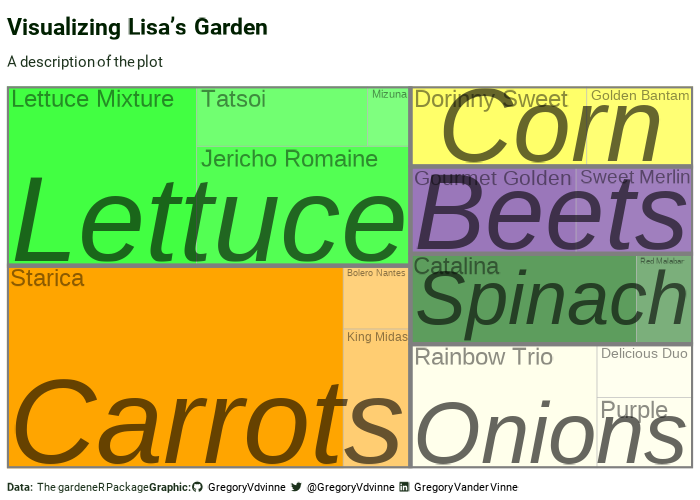 Visualizing Lisa's Garden
A description of the plot
Lettuce Mixture
Tatsoi
Mizuna
Jericho Romaine
Lettuce
Dorinny Sweet
Golden Bantam
Corn
Gourmet Golden
Sweet Merlin
Beets
Starica
Bolero Nantes
King Midas
Carrots
Catalina
Red Malabar
Spinach
Rainbow Trio
Delicious Duo
Purple
Onions
Data: The gardeneR Package Graphic: GregoryVdvinne @GregoryVdvinne GregoryVanderVinne